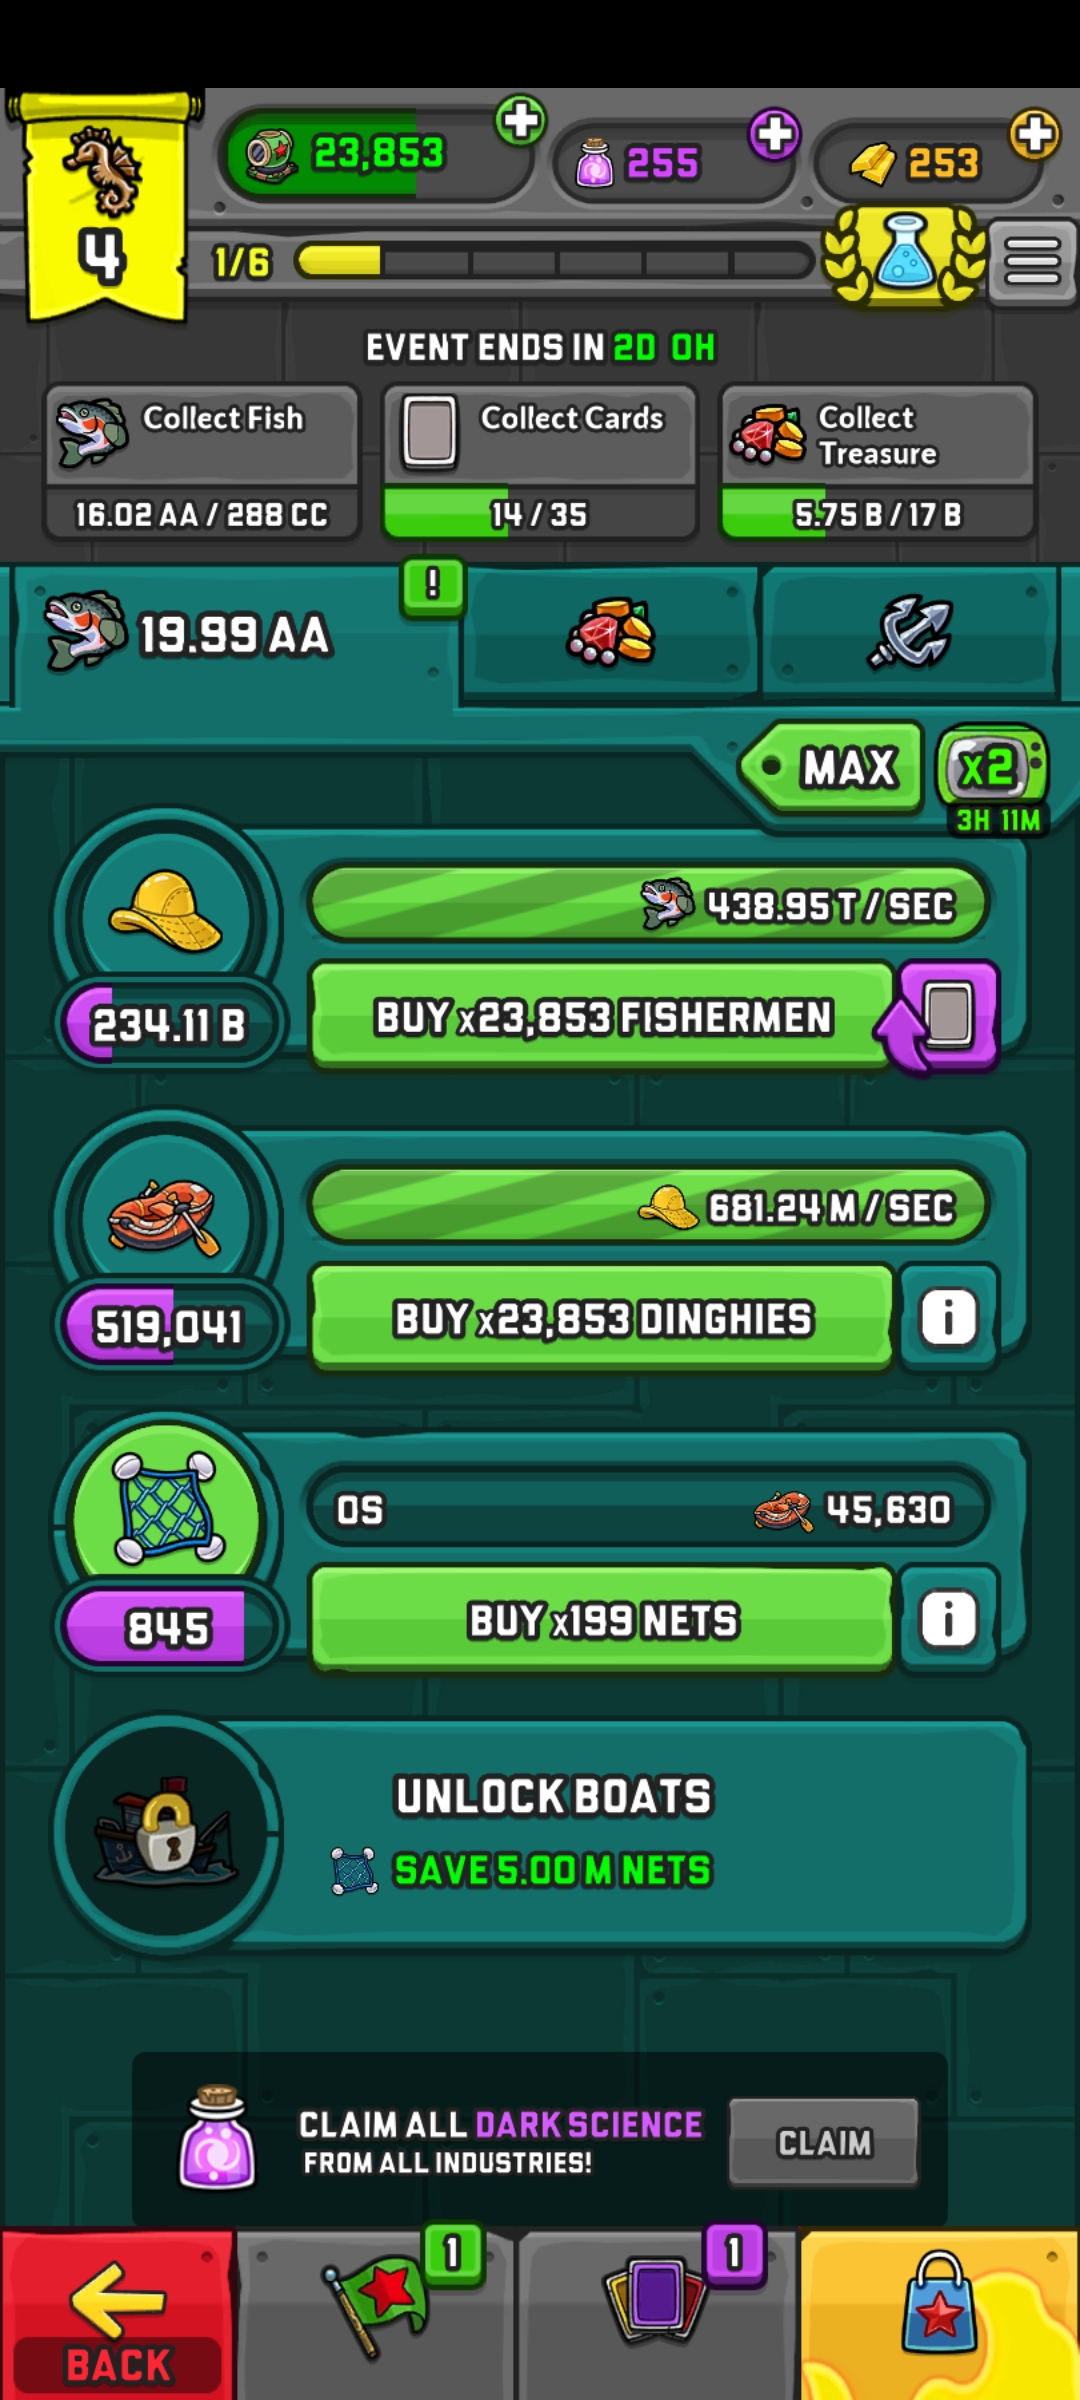 23,853
255
253
4
1/6
EVENT ENDS IN 2D 0H
Collect Fish
16.02 AA / 288 CC
Collect Cards
14 / 35
Collect
Treasure
5.75 B / 17 B
19.99 AA
!
MAX
x2
3H 11M
438.95 T / SEC
234.11 B
BUY x23,853 FISHERMEN
681.24 M / SEC
519,041
BUY x23,853 DINGHIES
i
0S
45,630
845
BUY x199 NETS
i
UNLOCK BOATS
SAVE 5.00 M NETS
CLAIM ALL DARK SCIENCE
FROM ALL INDUSTRIES!
CLAIM
BACK
1
1